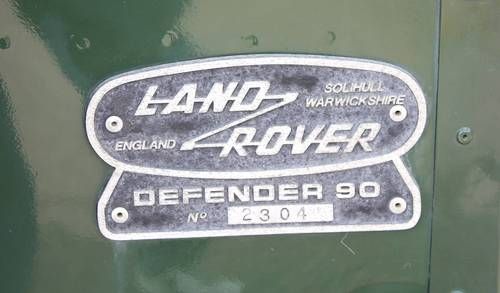 LAND
SOLIHULL
WARWICKSHIRE
ENGLAND
ROVER
DEFENDER 90
Nº 2304